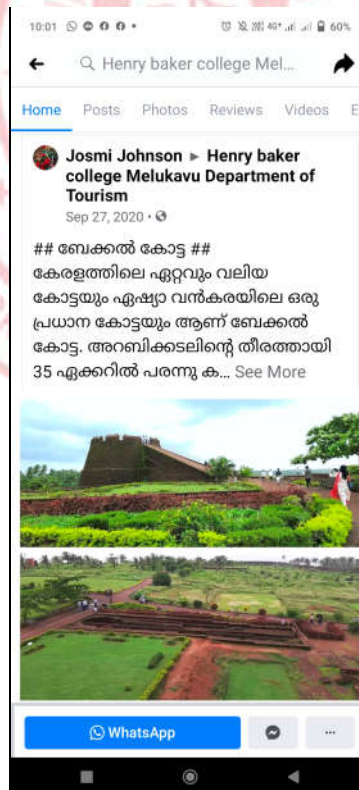 10:01
4G+ 60%
Henry baker college Mel...
Home Posts Photos Reviews Videos E
Josmi Johnson ▸ Henry baker
college Melukavu Department of
Tourism
Sep 27, 2020 •
## ബേക്കൽ കോട്ട ##
കേരളത്തിലെ ഏറ്റവും വലിയ
കോട്ടയും ഏഷ്യാ വൻകരയിലെ ഒരു
പ്രധാന കോട്ടയും ആണ് ബേക്കൽ
കോട്ട. അറബിക്കടലിന്റെ തീരത്തായി
35 ഏക്കറിൽ പരന്നു ക... See More
WhatsApp